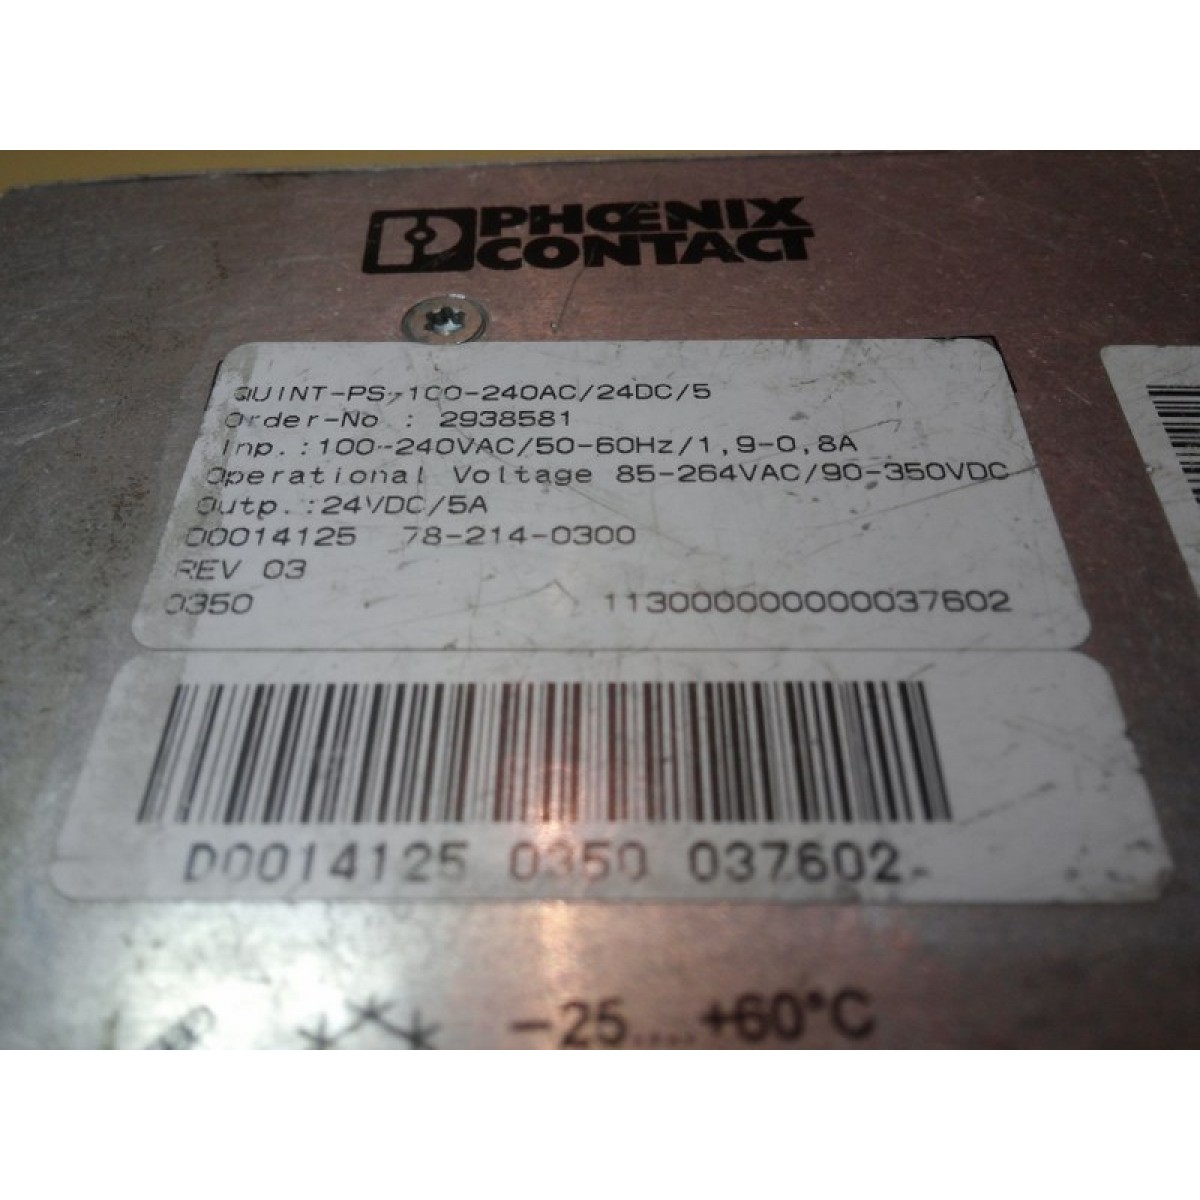 PHŒNIX
CONTACT
QUINT-PS-100-240AC/24DC/5
Order-No : 2938581
Inp.:100-240VAC/50-60Hz/1,9-0,8A
Operational Voltage 85-264VAC/90-350VDC
Outp.:24VDC/5A
D0014125 78-214-0300
REV 03
0350 113000000000037602
D0014125 0350 037602
-25....+60°C